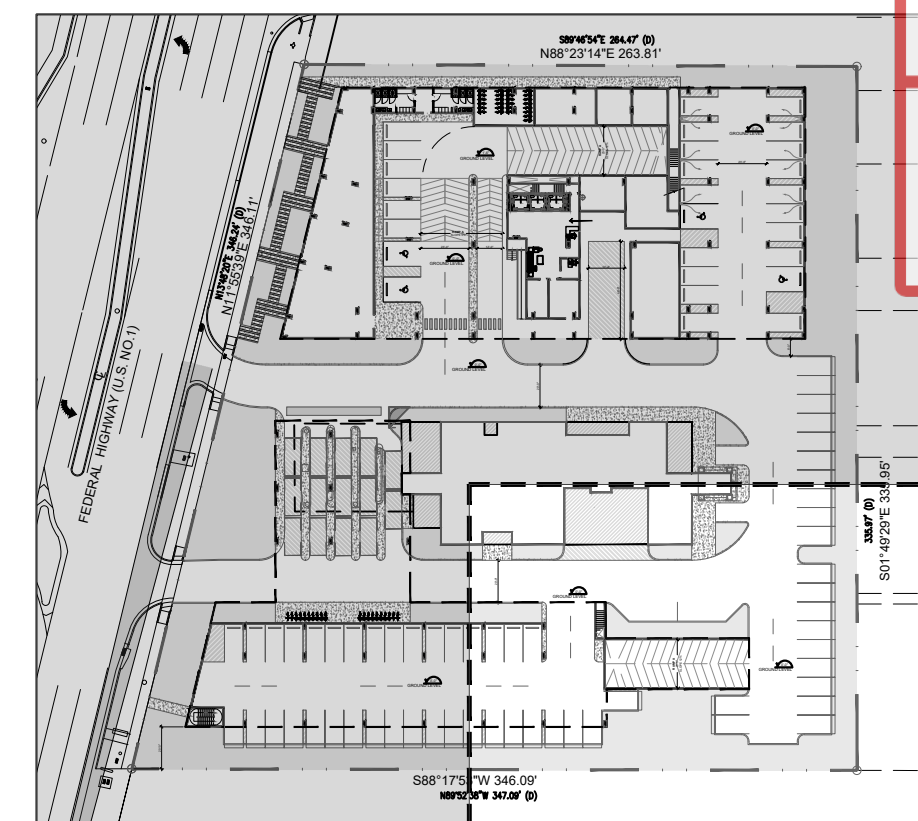 S89°46'54"E 264.47' (D)
N88°23'14"E 263.81'
GROUND LEVEL
GROUND LEVEL
N13°46'20"E 346.24' (D)
N11°55'39"E 346.11'
GROUND LEVEL
GROUND LEVEL
FEDERAL HIGHWAY (U.S. NO.1)
335.97' (D)
S01°49'29"E 335.95'
GROUND LEVEL
GROUND LEVEL
GROUND LEVEL
S88°17'53"W 346.09'
N89°52'38"W 347.09' (D)